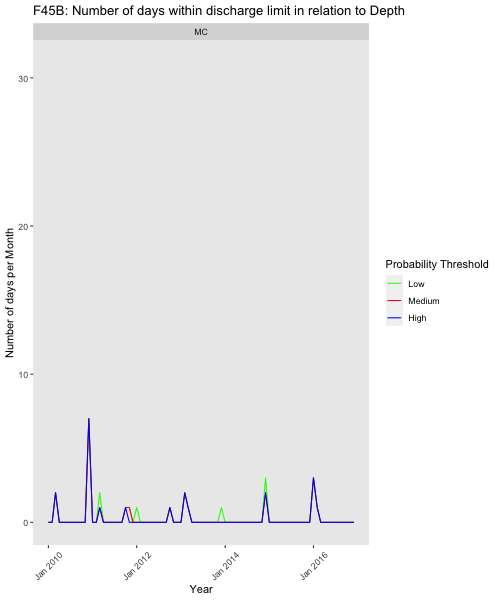 F45B: Number of days within discharge limit in relation to Depth
MC
30
20
10
0
Number of days per Month
Jan 2010
Jan 2012
Jan 2014
Jan 2016
Year
Probability Threshold
Low
Medium
High